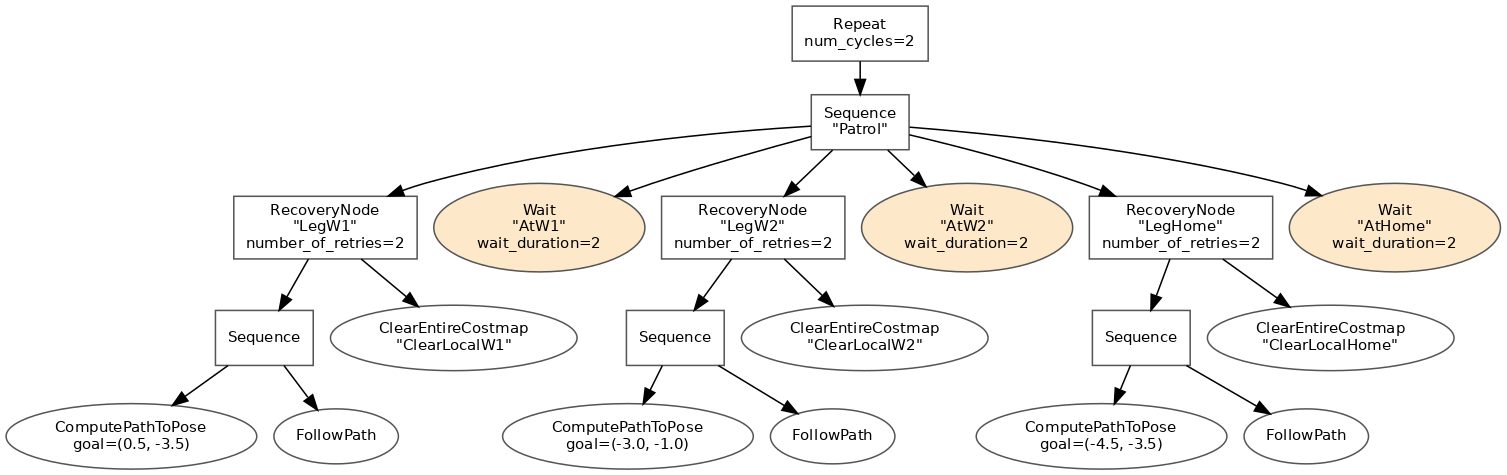 Repeat
num_cycles=2
Sequence
"Patrol"
RecoveryNode
"LegW1"
number_of_retries=2
Wait
"AtW1"
wait_duration=2
RecoveryNode
"LegW2"
number_of_retries=2
Wait
"AtW2"
wait_duration=2
RecoveryNode
"LegHome"
number_of_retries=2
Wait
"AtHome"
wait_duration=2
Sequence
ClearEntireCostmap
"ClearLocalW1"
Sequence
ClearEntireCostmap
"ClearLocalW2"
Sequence
ClearEntireCostmap
"ClearLocalHome"
ComputePathToPose
goal=(0.5, -3.5)
FollowPath
ComputePathToPose
goal=(-3.0, -1.0)
FollowPath
ComputePathToPose
goal=(-4.5, -3.5)
FollowPath